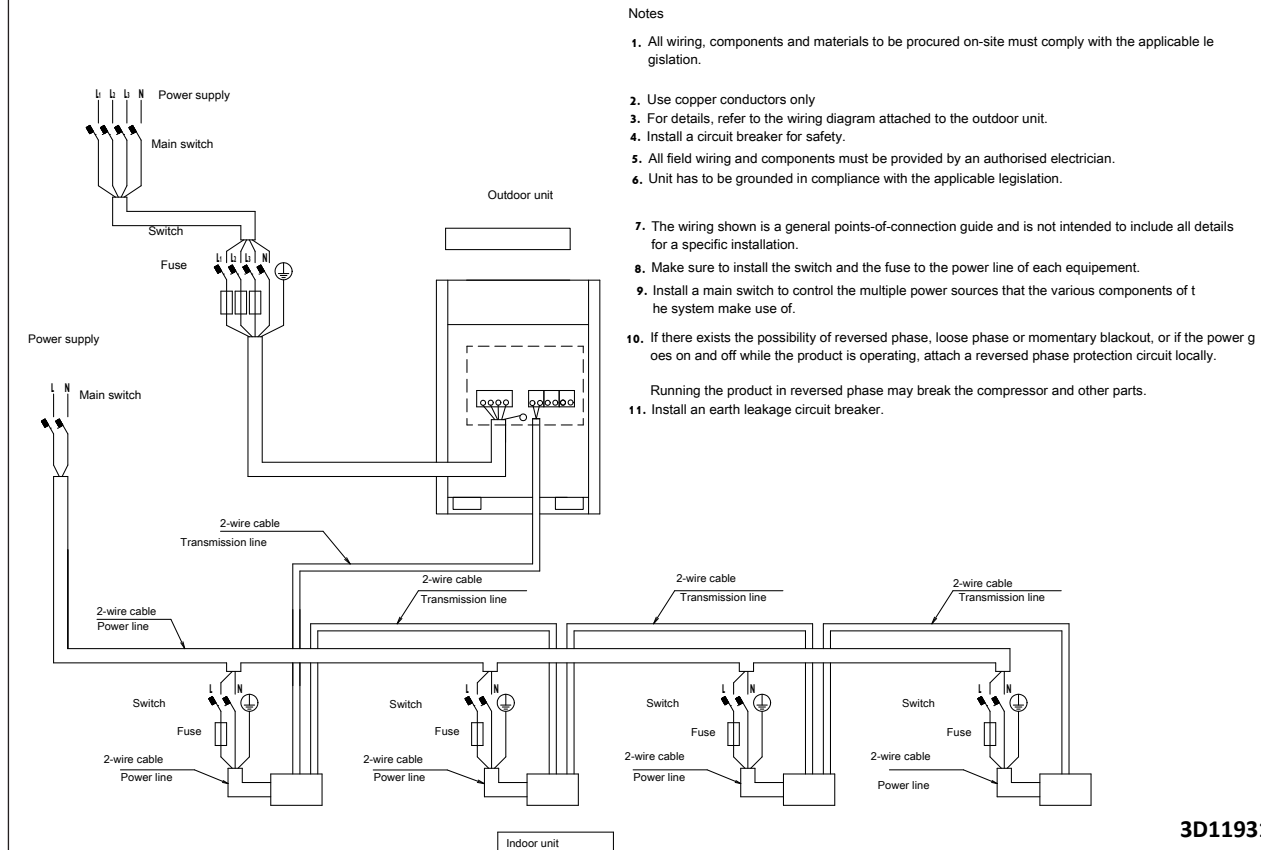 Notes
1. All wiring, components and materials to be procured on-site must comply with the applicable le
gislation.
2. Use copper conductors only
3. For details, refer to the wiring diagram attached to the outdoor unit.
4. Install a circuit breaker for safety.
5. All field wiring and components must be provided by an authorised electrician.
6. Unit has to be grounded in compliance with the applicable legislation.
7. The wiring shown is a general points-of-connection guide and is not intended to include all details
for a specific installation.
8. Make sure to install the switch and the fuse to the power line of each equipement.
9. Install a main switch to control the multiple power sources that the various components of t
he system make use of.
10. If there exists the possibility of reversed phase, loose phase or momentary blackout, or if the power g
oes on and off while the product is operating, attach a reversed phase protection circuit locally.
Running the product in reversed phase may break the compressor and other parts.
11. Install an earth leakage circuit breaker.
L1 L2 L3 N Power supply
Main switch
Outdoor unit
Switch
L1 L2 L3 N
Fuse
Power supply
L N
Main switch
2-wire cable
Transmission line
2-wire cable
Transmission line
2-wire cable
Transmission line
2-wire cable
Transmission line
2-wire cable
Power line
L N
Switch
Fuse
2-wire cable
Power line
L N
Switch
Fuse
2-wire cable
Power line
L N
Switch
Fuse
2-wire cable
Power line
L N
Switch
Fuse
2-wire cable
Power line
Indoor unit
3D1193